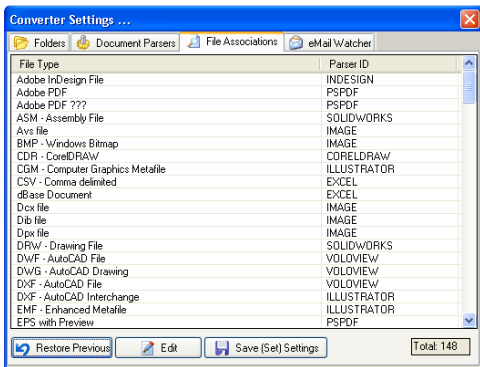 Converter Settings ...
Folders Document Parsers File Associations eMail Watcher
File Type Parser ID
Adobe InDesign File INDESIGN
Adobe PDF PSPDF
Adobe PDF ??? PSPDF
ASM - Assembly File SOLIDWORKS
Avs file IMAGE
BMP - Windows Bitmap IMAGE
CDR - CorelDRAW CORELDRAW
CGM - Computer Graphics Metafile ILLUSTRATOR
CSV - Comma delimited EXCEL
dBase Document EXCEL
Dcx file IMAGE
Dib file IMAGE
Dpx file IMAGE
DRW - Drawing File SOLIDWORKS
DWF - AutoCAD File VOLOVIEW
DWG - AutoCAD Drawing VOLOVIEW
DXF - AutoCAD File VOLOVIEW
DXF - AutoCAD Interchange ILLUSTRATOR
EMF - Enhanced Metafile ILLUSTRATOR
EPS with Preview PSPDF
Restore Previous Edit Save (Set) Settings Total: 148